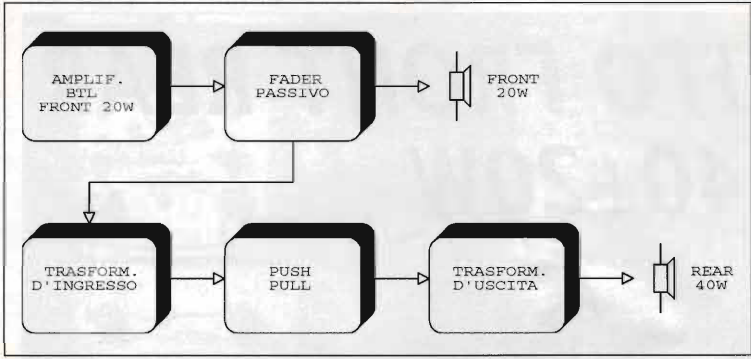 AMPLIF.
BTL
FRONT 20W
FADER
PASSIVO
FRONT
20W
TRASFORM.
D'INGRESSO
PUSH
PULL
TRASFORM.
D'USCITA
REAR
40W